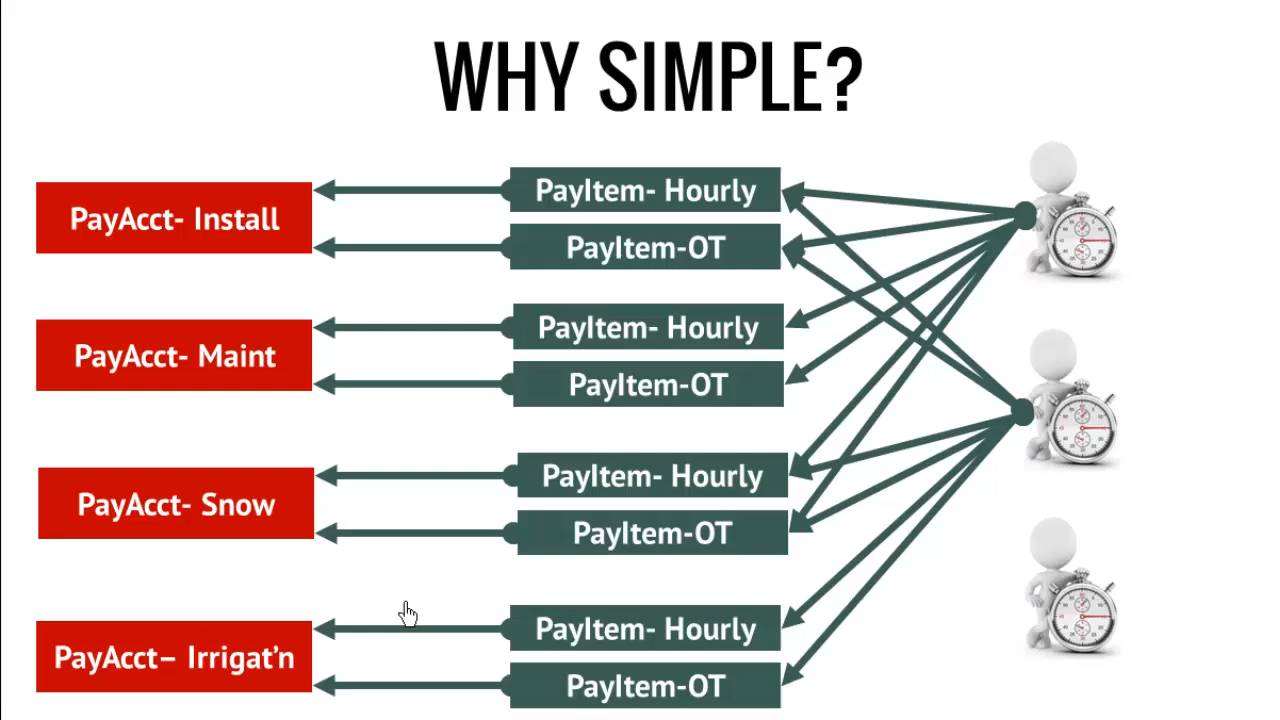 WHY SIMPLE?
PayAcct- Install
PayItem- Hourly
PayItem-OT
PayAcct- Maint
PayItem- Hourly
PayItem-OT
PayAcct- Snow
PayItem- Hourly
PayItem-OT
PayAcct– Irrigat’n
PayItem- Hourly
PayItem-OT